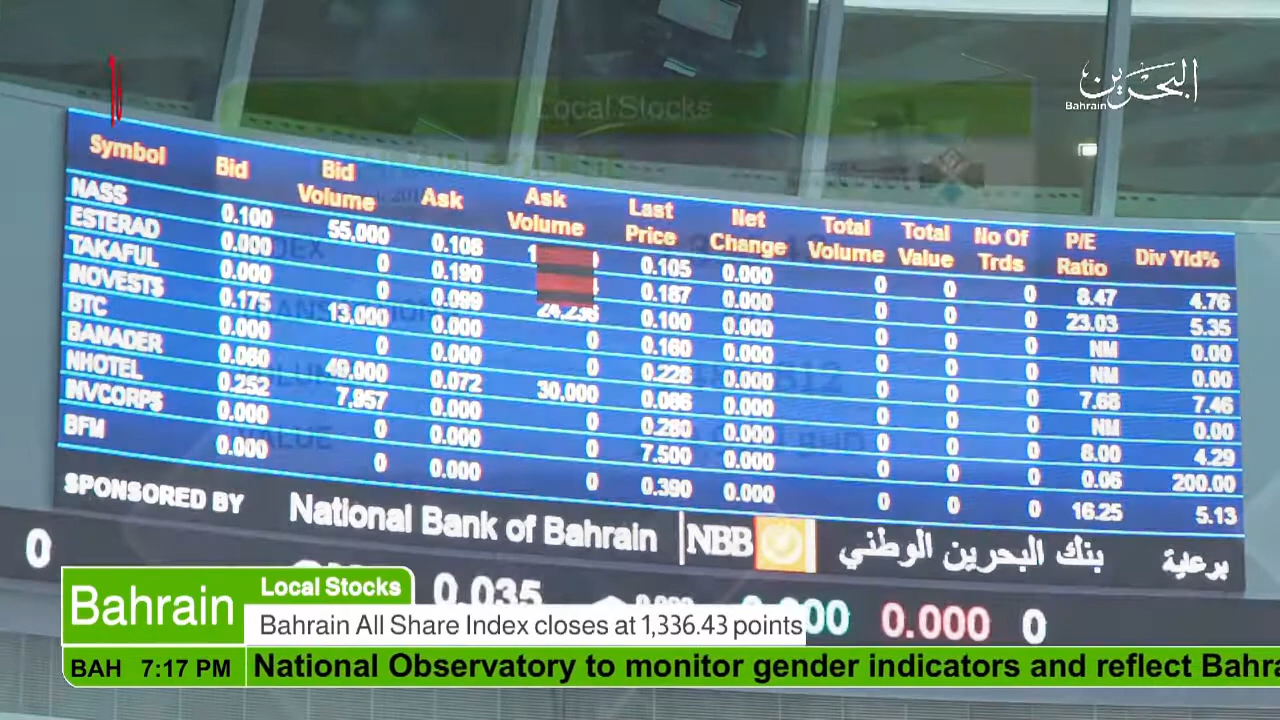 البحرين
Bahrain
Local Stocks
Symbol Bid Bid Volume Ask Ask Volume Last Price Net Change Total Volume Total Value No Of Trds P/E Ratio Div Yld%
NASS 0.100 55,000 0.108 0.105 0.000 0 0 0 8.47 4.76
ESTERAD 0.000 0 0.190 0.187 0.000 0 0 0 23.03 5.35
TAKAFUL 0.000 0 0.099 0.100 0.000 0 0 0 NM 0.00
INOVEST$ 0.175 13,000 0.000 0 0.160 0.000 0 0 0 NM 0.00
BTC 0.000 0 0.000 0 0.226 0.000 0 0 0 7.68 7.46
BANADER 0.060 40,000 0.072 30,000 0.066 0.000 0 0 0 NM 0.00
NHOTEL 0.252 7,957 0.000 0 0.280 0.000 0 0 0 8.00 4.29
INVCORP$ 0.000 0 0.000 0 7.500 0.000 0 0 0 0.06 200.00
BFM 0.000 0 0.000 0 0.390 0.000 0 0 0 16.25 5.13
SPONSORED BY National Bank of Bahrain NBB بنك البحرين الوطني برعاية
0 0.035 0.000 0
Bahrain
Local Stocks
Bahrain All Share Index closes at 1,336.43 points
BAH 7:17 PM National Observatory to monitor gender indicators and reflect Bahra